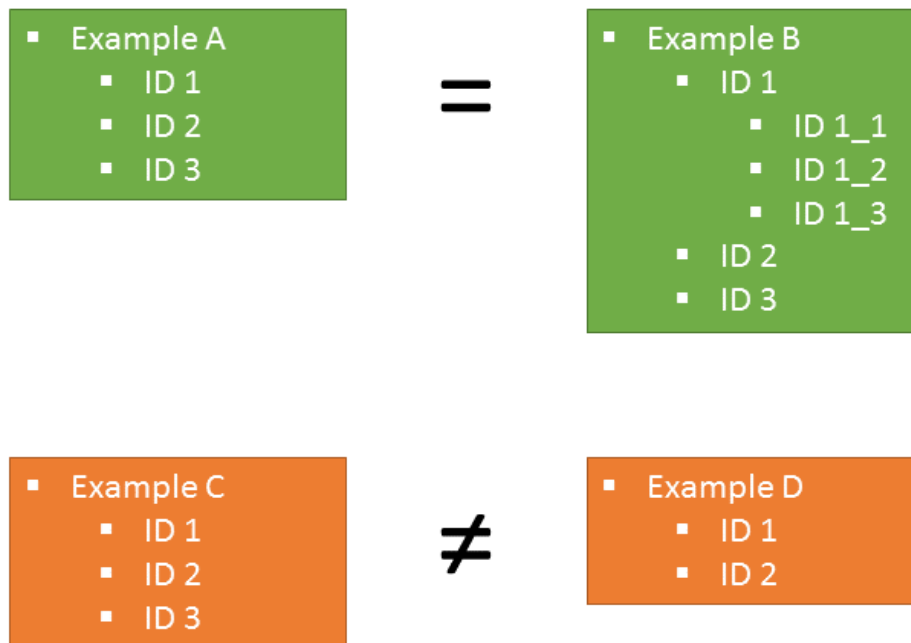 Example A
ID 1
ID 2
ID 3
=
Example B
ID 1
ID 1_1
ID 1_2
ID 1_3
ID 2
ID 3
Example C
ID 1
ID 2
ID 3
≠
Example D
ID 1
ID 2